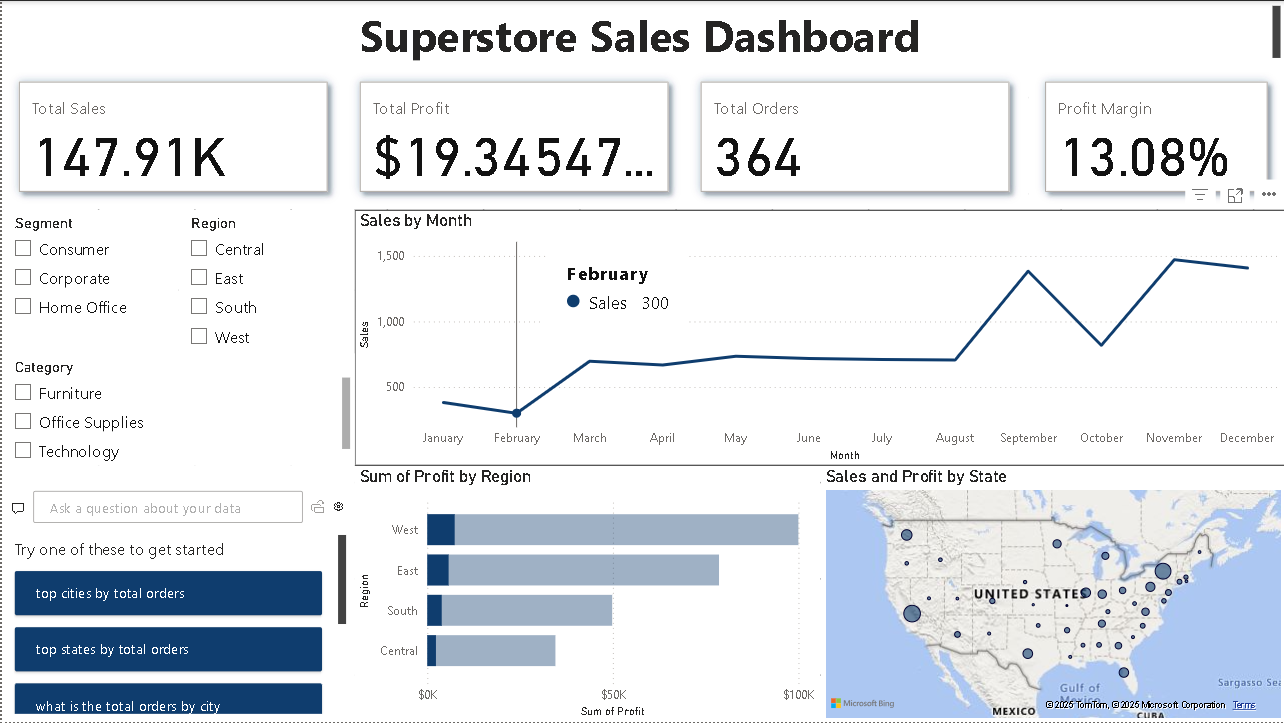 Superstore Sales Dashboard
Total Sales
147.91K
Total Profit
$19.34547...
Total Orders
364
Profit Margin
13.08%
Segment
Consumer
Corporate
Home Office
Region
Central
East
South
West
Category
Furniture
Office Supplies
Technology
Ask a question about your data
Try one of these to get started
top cities by total orders
top states by total orders
what is the total orders by city
Sales by Month
February
Sales 300
Sales
1,500
1,000
500
January February March April May June July August September October November December
Month
Sum of Profit by Region
Region
West
East
South
Central
$0K $50K $100K
Sum of Profit
Sales and Profit by State
UNITED STATES
Gulf of
Mexico
Sargasso Sea
MEXICO
CUBA
Microsoft Bing
© 2025 TomTom, © 2025 Microsoft Corporation Terms